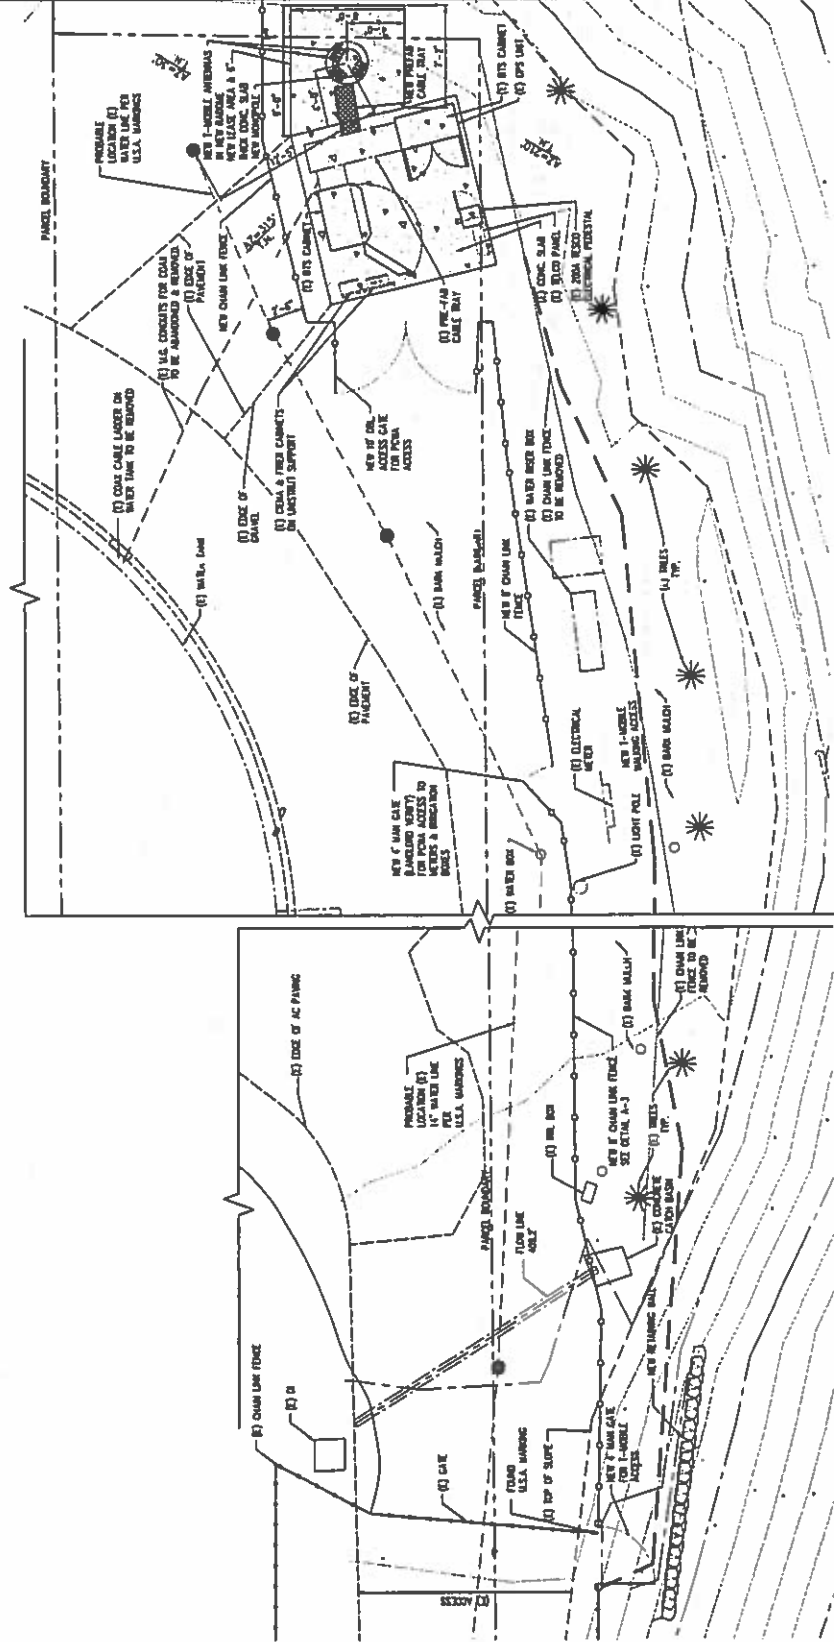 PARCEL BOUNDARY
PROBABLE
LOCATION (E)
WATER LINE PER
U.S.A. MARKINGS
NEW T-MOBILE ANTENNAS
IN NEW RADOME
NEW LEASE AREA & 6"
THICK CONC. SLAB
NEW MONOPOLE
NEW PREFAB
CABLE TRAY
(E) BTS CABINET
(E) GPS UNIT
(E) U.G. CONDUITS FOR COAX
TO BE ABANDONED & REMOVED
(E) EDGE OF
PAVEMENT
NEW CHAIN LINK FENCE
(E) BTS CABINET
(E) COAX CABLE LADDER ON
WATER TANK TO BE REMOVED
(E) WATER TANK
(E) EDGE OF
GRAVEL
(E) CIENA & FIBER CABINETS
ON UNISTRUT SUPPORT
NEW 10' DBL.
ACCESS GATE
FOR PCWA
ACCESS
(E) PRE-FAB
CABLE TRAY
(E) CONC. SLAB
(E) TELCO PANEL
(E) 200A TESCO
ELECTRICAL PEDESTAL
(E) EDGE OF
PAVEMENT
(E) BARK MULCH
PARCEL BOUNDARY
NEW 8' CHAIN LINK
FENCE
(E) WATER RISER BOX
(E) CHAIN LINK FENCE
TO BE REMOVED
(E) TREES
TYP.
NEW 4' MAN GATE
(LANDLORD VERIFY)
FOR PCWA ACCESS TO
METERS & IRRIGATION
BOXES
(E) WATER BOX
(E) ELECTRICAL
METER
NEW T-MOBILE
WALKING ACCESS
(E) LIGHT POLE
(E) BARK MULCH
(E) EDGE OF AC PAVING
PROBABLE
LOCATION (E)
14" WATER LINE
PER
U.S.A. MARKINGS
PARCEL BOUNDARY
FLOW LINE
(E) BARK MULCH
(E) CHAIN LINK
FENCE TO BE
REMOVED
NEW 8' CHAIN LINK FENCE
SEE DETAIL A-3
(E) TREES
TYP.
(E) CONCRETE
CATCH BASIN
NEW RETAINING WALL
(E) CHAIN LINK FENCE
(E) DI
(E) GATE
FOUND
U.S.A. MARKING
(E) TOP OF SLOPE
NEW 4' MAN GATE
FOR T-MOBILE
ACCESS
(E) ACCESS